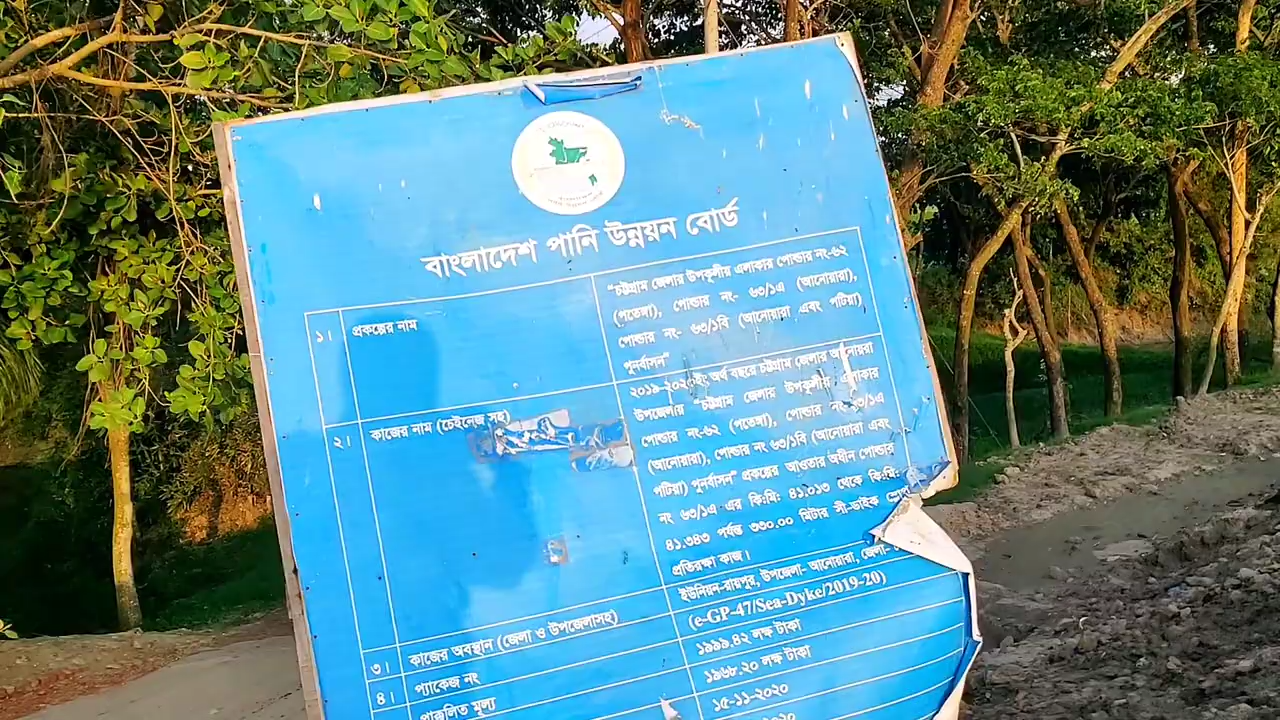 বাংলাদেশ পানি উন্নয়ন বোর্ড
১। প্রকল্পের নাম
"চট্টগ্রাম জেলার উপকূলীয় এলাকার পোল্ডার নং-৬২
(পতেঙ্গা), পোল্ডার নং- ৬৩/১এ (আনোয়ারা),
পোল্ডার নং- ৬৩/১বি (আনোয়ারা এবং পটিয়া)
পুনর্বাসন"
২। কাজের নাম (চেইনেজ সহ)
২০১৯-২০২০ইং অর্থ বছরে চট্টগ্রাম জেলার আনোয়ারা
উপজেলায় "চট্টগ্রাম জেলায় উপকূলীয় এলাকার
পোল্ডার নং-৬২ (পতেঙ্গা), পোল্ডার নং-৬৩/১এ
(আনোয়ারা), পোল্ডার নং ৬৩/১বি (আনোয়ারা এবং
পটিয়া) পুনর্বাসন" প্রকল্পের আওতার অধীন পোল্ডার
নং ৬৩/১এ এর কিঃমিঃ ৪১.০১৩ থেকে কিঃমিঃ
৪১.৩৪৩ পর্যন্ত ৩৩০.০০ মিটার সী-ডাইক
প্রতিরক্ষা কাজ।
৩। কাজের অবস্থান (জেলা ও উপজেলাসহ)
ইউনিয়ন-রায়পুর, উপজেলা- আনোয়ারা, জেলা-
৪। প্যাকেজ নং
(e-GP-47/Sea-Dyke/2019-20)
প্রাক্কলিত মূল্য
১৯৯৯.৪২ লক্ষ টাকা
১৯৬৮.২০ লক্ষ টাকা
১৫-১১-২০২০